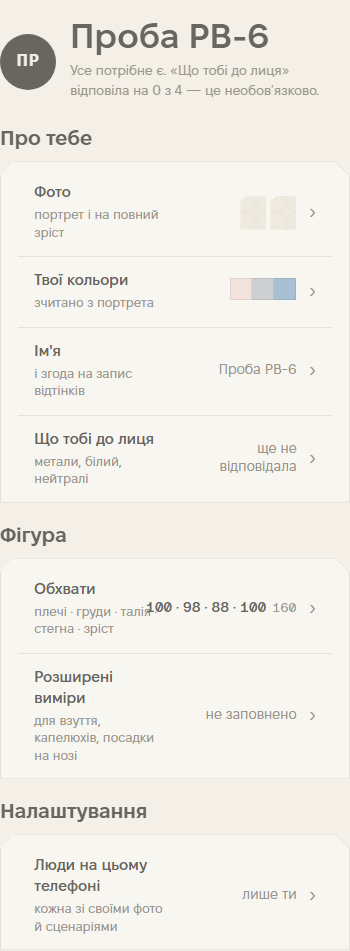 ПР
Проба РВ-6
Усе потрібне є. «Що тобі до лиця»
відповіла на 0 з 4 — це необов'язково.
Про тебе
Фото
портрет і на повний
зріст
Твої кольори
зчитано з портрета
Ім'я
і згода на запис
відтінків
Проба РВ-6
Що тобі до лиця
метали, білий,
нейтралі
ще не
відповідала
Фігура
Обхвати
плечі · груди · талія ·
стегна · зріст
100 · 98 · 88 · 100 160
Розширені
виміри
для взуття,
капелюхів, посадки
на нозі
не заповнено
Налаштування
Люди на цьому
телефоні
кожна зі своїми фото
й сценаріями
лише ти